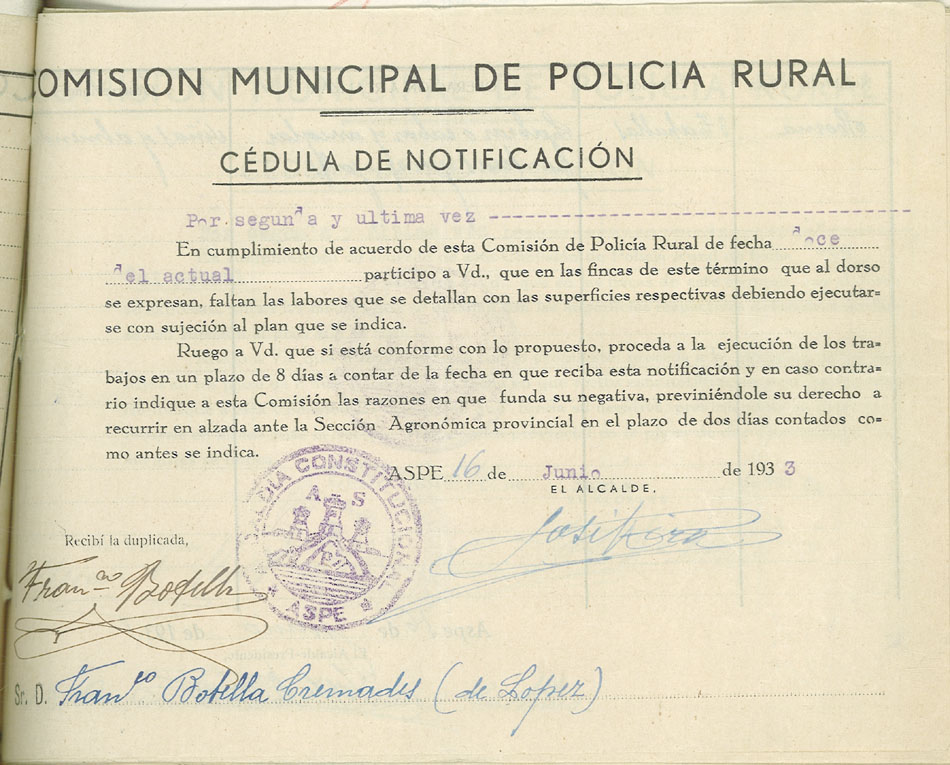 COMISION MUNICIPAL DE POLICIA RURAL
CÉDULA DE NOTIFICACIÓN
Por segunda y ultima vez
En cumplimiento de acuerdo de esta Comisión de Policía Rural de fecha doce
del actual participo a Vd., que en las fincas de este término que al dorso
se expresan, faltan las labores que se detallan con las superficies respectivas debiendo ejecutar=
se con sujeción al plan que se indica.
Ruego a Vd. que si está conforme con lo propuesto, proceda a la ejecución de los tra=
bajos en un plazo de 8 días a contar de la fecha en que reciba esta notificación y en caso contra=
rio indique a esta Comisión las razones en que funda su negativa, previniéndole su derecho a
recurrir en alzada ante la Sección Agronómica provincial en el plazo de dos días contados co=
mo antes se indica.
ASPE 16 de Junio de 1933
EL ALCALDE.
ALCALDIA CONSTITUCIONAL
A S
ASPE
Recibí la duplicada,
Franco Botella
Sr. D. Franco Botella Cremades (de Lopez)